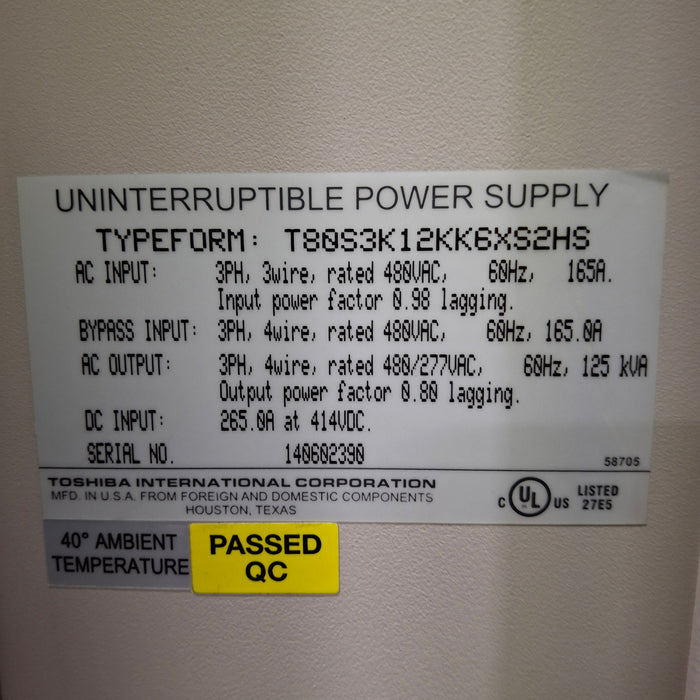 UNINTERRUPTIBLE POWER SUPPLY
TYPEFORM: T80S3K12KK6XS2HS
AC INPUT: 3PH, 3wire, rated 480VAC, 60Hz, 165A.
Input power factor 0.98 lagging.
BYPASS INPUT: 3PH, 4wire, rated 480VAC, 60Hz, 165.0A
AC OUTPUT: 3PH, 4wire, rated 480/277VAC, 60Hz, 125 kVA
Output power factor 0.80 lagging.
DC INPUT: 265.0A at 414VDC.
SERIAL NO. 140602390
58705
TOSHIBA INTERNATIONAL CORPORATION
MFD. IN U.S.A. FROM FOREIGN AND DOMESTIC COMPONENTS
HOUSTON, TEXAS
C UL US LISTED
27E5
40° AMBIENT
TEMPERATURE
PASSED
QC